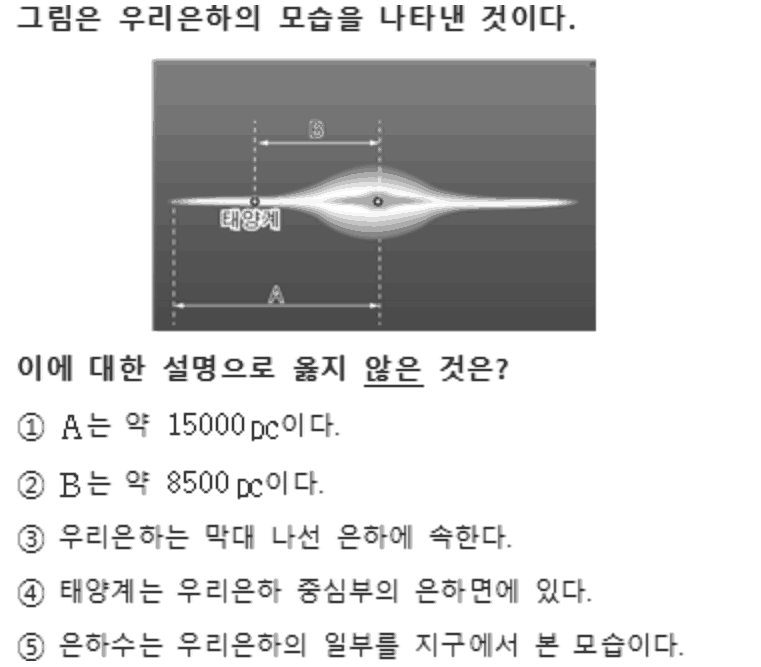 그림은 우리은하의 모습을 나타낸 것이다.
B
태양계
A
이에 대한 설명으로 옳지 않은 것은?
① A는 약 15000pc이다.
② B는 약 8500pc이다.
③ 우리은하는 막대 나선 은하에 속한다.
④ 태양계는 우리은하 중심부의 은하면에 있다.
⑤ 은하수는 우리은하의 일부를 지구에서 본 모습이다.